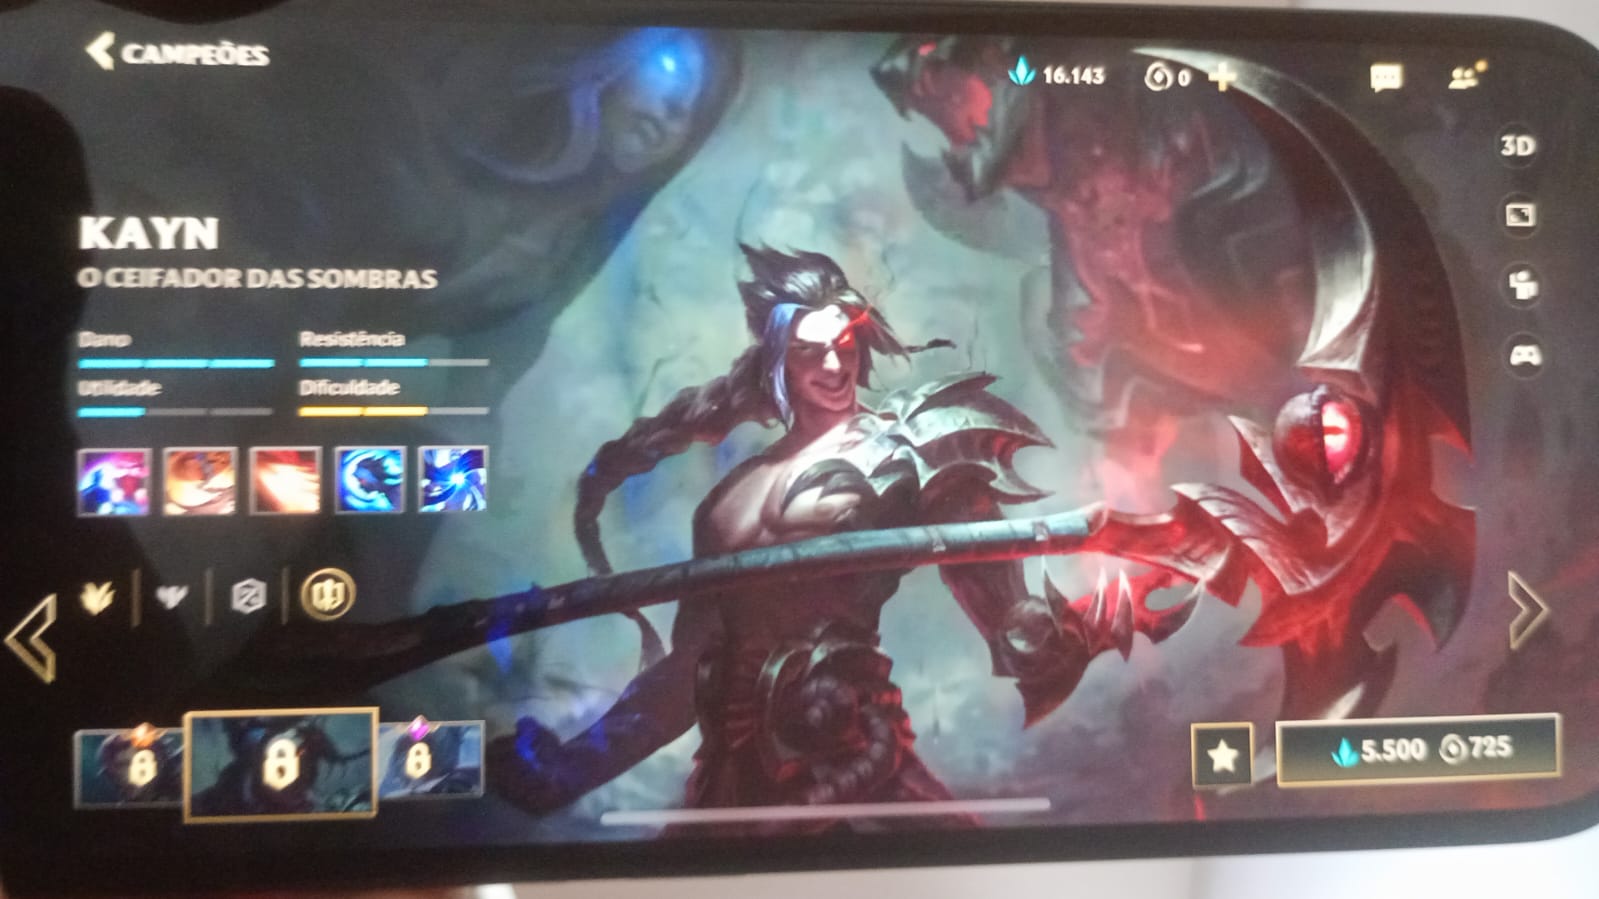 CAMPEÕES
16.143 0
3D
KAYN
O CEIFADOR DAS SOMBRAS
Dano Resistência
Utilidade Dificuldade
5.500 725